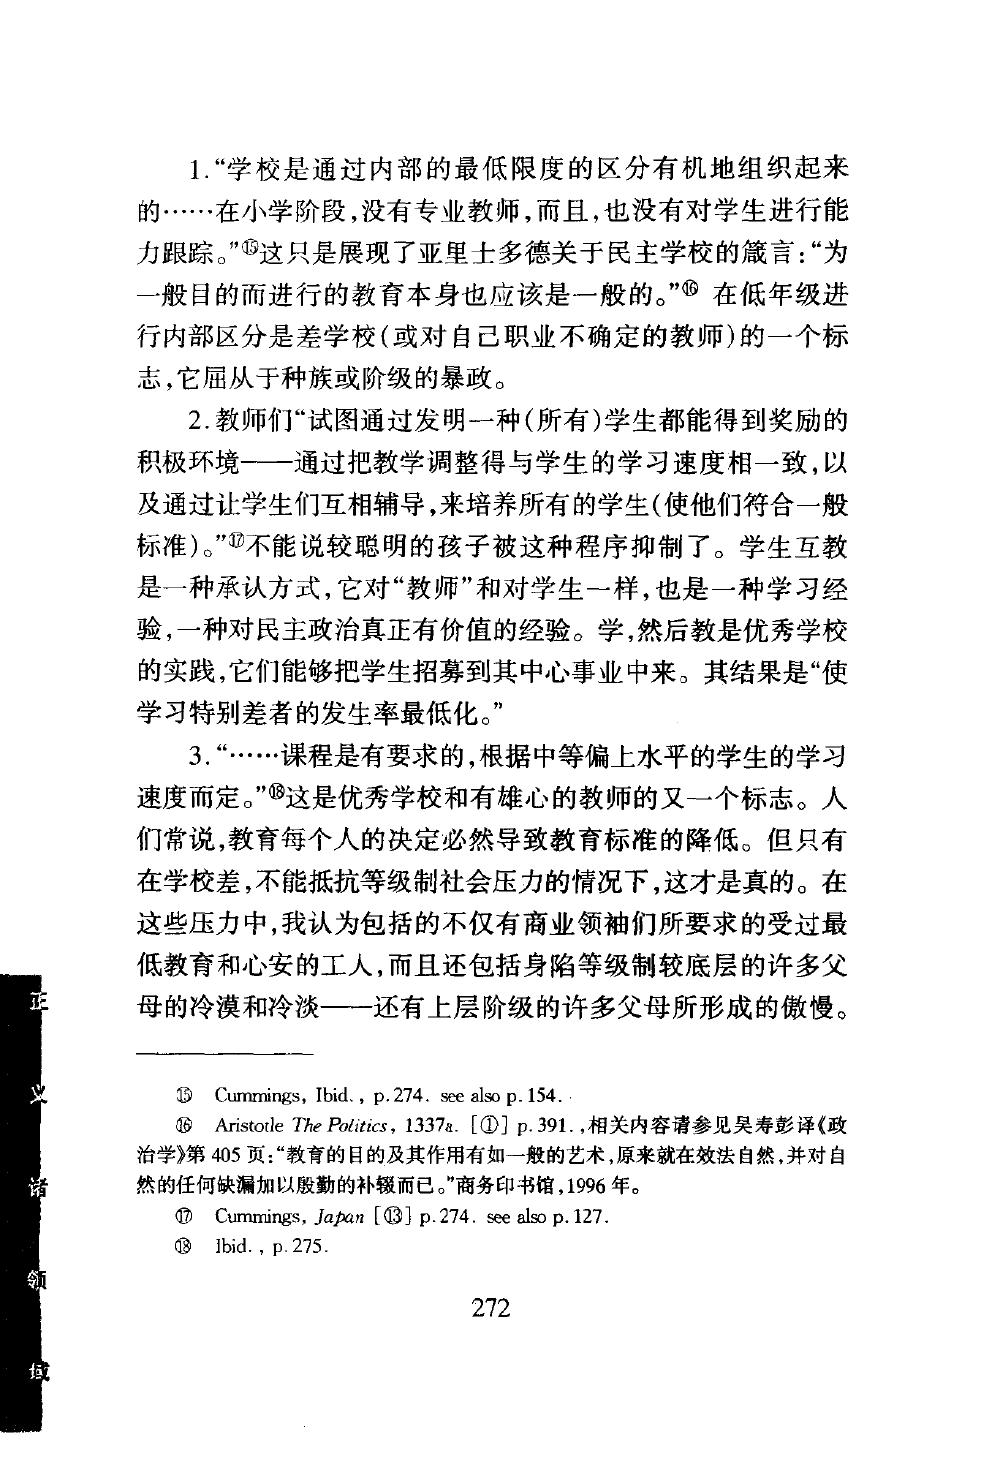 1.“学校是通过内部的最低限度的区分有机地组织起来
的……在小学阶段,没有专业教师,而且,也没有对学生进行能
力跟踪。”⑮这只是展现了亚里士多德关于民主学校的箴言:“为
一般目的而进行的教育本身也应该是一般的。”⑯ 在低年级进
行内部区分是差学校(或对自己职业不确定的教师)的一个标
志,它屈从于种族或阶级的暴政。
2.教师们“试图通过发明一种(所有)学生都能得到奖励的
积极环境——通过把教学调整得与学生的学习速度相一致,以
及通过让学生们互相辅导,来培养所有的学生(使他们符合一般
标准)。”⑰不能说较聪明的孩子被这种程序抑制了。学生互教
是一种承认方式,它对“教师”和对学生一样,也是一种学习经
验,一种对民主政治真正有价值的经验。学,然后教是优秀学校
的实践,它们能够把学生招募到其中心事业中来。其结果是“使
学习特别差者的发生率最低化。”
3.“……课程是有要求的,根据中等偏上水平的学生的学习
速度而定。”⑱这是优秀学校和有雄心的教师的又一个标志。人
们常说,教育每个人的决定必然导致教育标准的降低。但只有
在学校差,不能抵抗等级制社会压力的情况下,这才是真的。在
这些压力中,我认为包括的不仅有商业领袖们所要求的受过最
低教育和心安的工人,而且还包括身陷等级制较底层的许多父
母的冷漠和冷淡——还有上层阶级的许多父母所形成的傲慢。
⑮ Cummings, Ibid., p.274. see also p.154.
⑯ Aristotle The Politics, 1337a. [①] p.391.,相关内容请参见吴寿彭译《政
治学》第 405 页:“教育的目的及其作用有如一般的艺术,原来就在效法自然,并对自
然的任何缺漏加以殷勤的补辍而已。”商务印书馆,1996 年。
⑰ Cummings, Japan [⑬] p.274. see also p.127.
⑱ Ibid., p.275.
272
正义诸领域